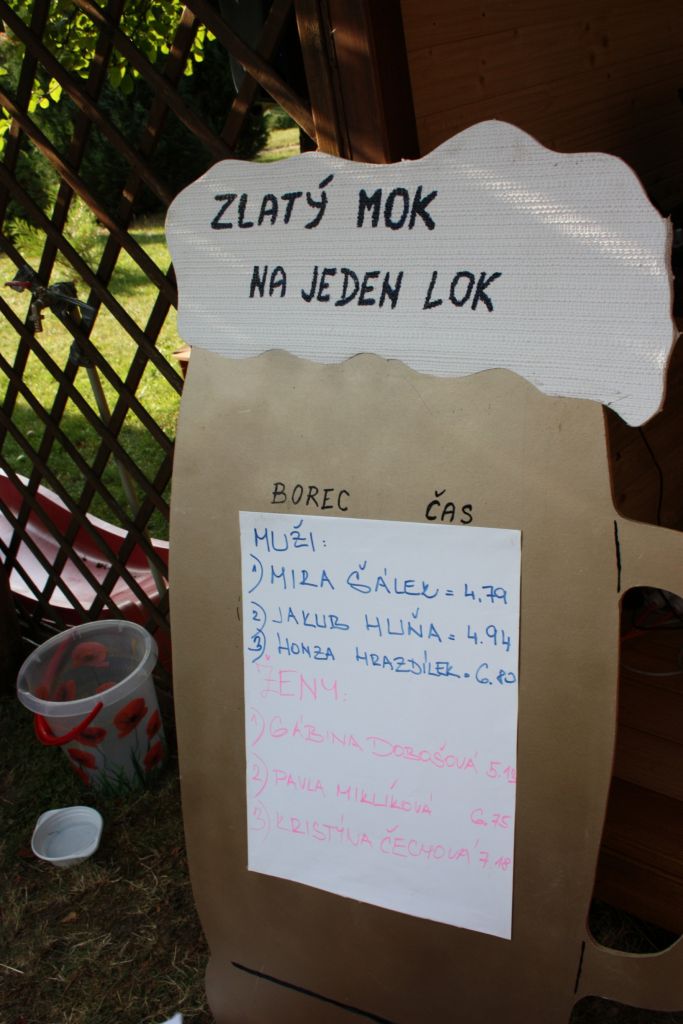 ZLATÝ MOK
NA JEDEN LOK
BOREC ČAS
MUŽI:
1) MIRA ŠÁLEK = 4.79
2) JAKUB HUŇA = 4.94
3) HONZA HRAZDÍLEK = 6.80
ŽENY:
1) GÁBINA DOBOŠOVÁ 5.19
2) PAVLA MIKLÍKOVÁ 6.75
3) KRISTÝNA ČECHOVÁ 7.18